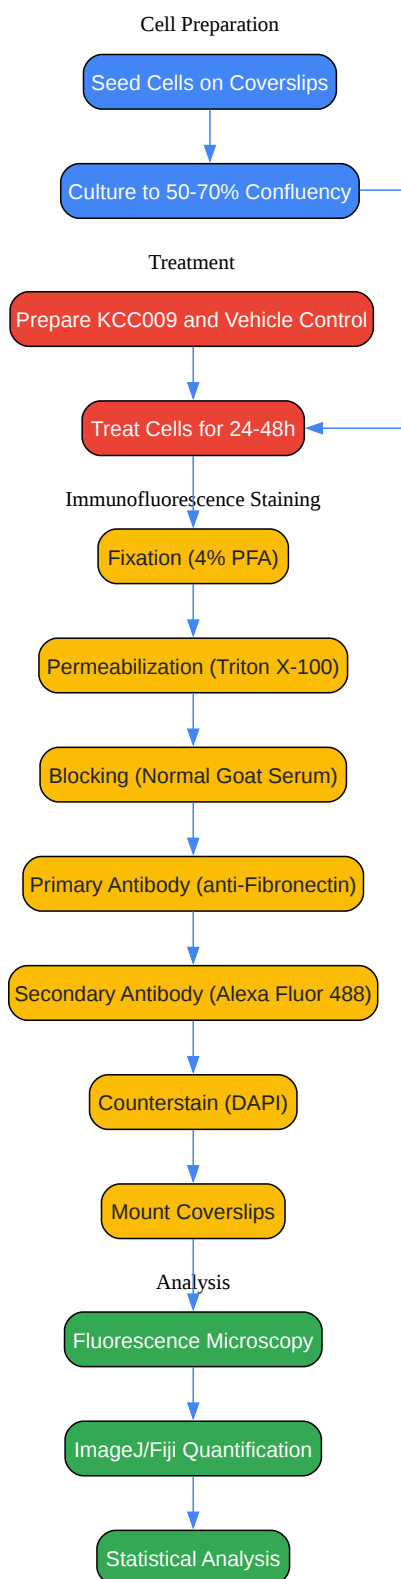 Cell Preparation
Seed Cells on Coverslips
Culture to 50-70% Confluency
Treatment
Prepare KCC009 and Vehicle Control
Treat Cells for 24-48h
Immunofluorescence Staining
Fixation (4% PFA)
Permeabilization (Triton X-100)
Blocking (Normal Goat Serum)
Primary Antibody (anti-Fibronectin)
Secondary Antibody (Alexa Fluor 488)
Counterstain (DAPI)
Mount Coverslips
Analysis
Fluorescence Microscopy
ImageJ/Fiji Quantification
Statistical Analysis